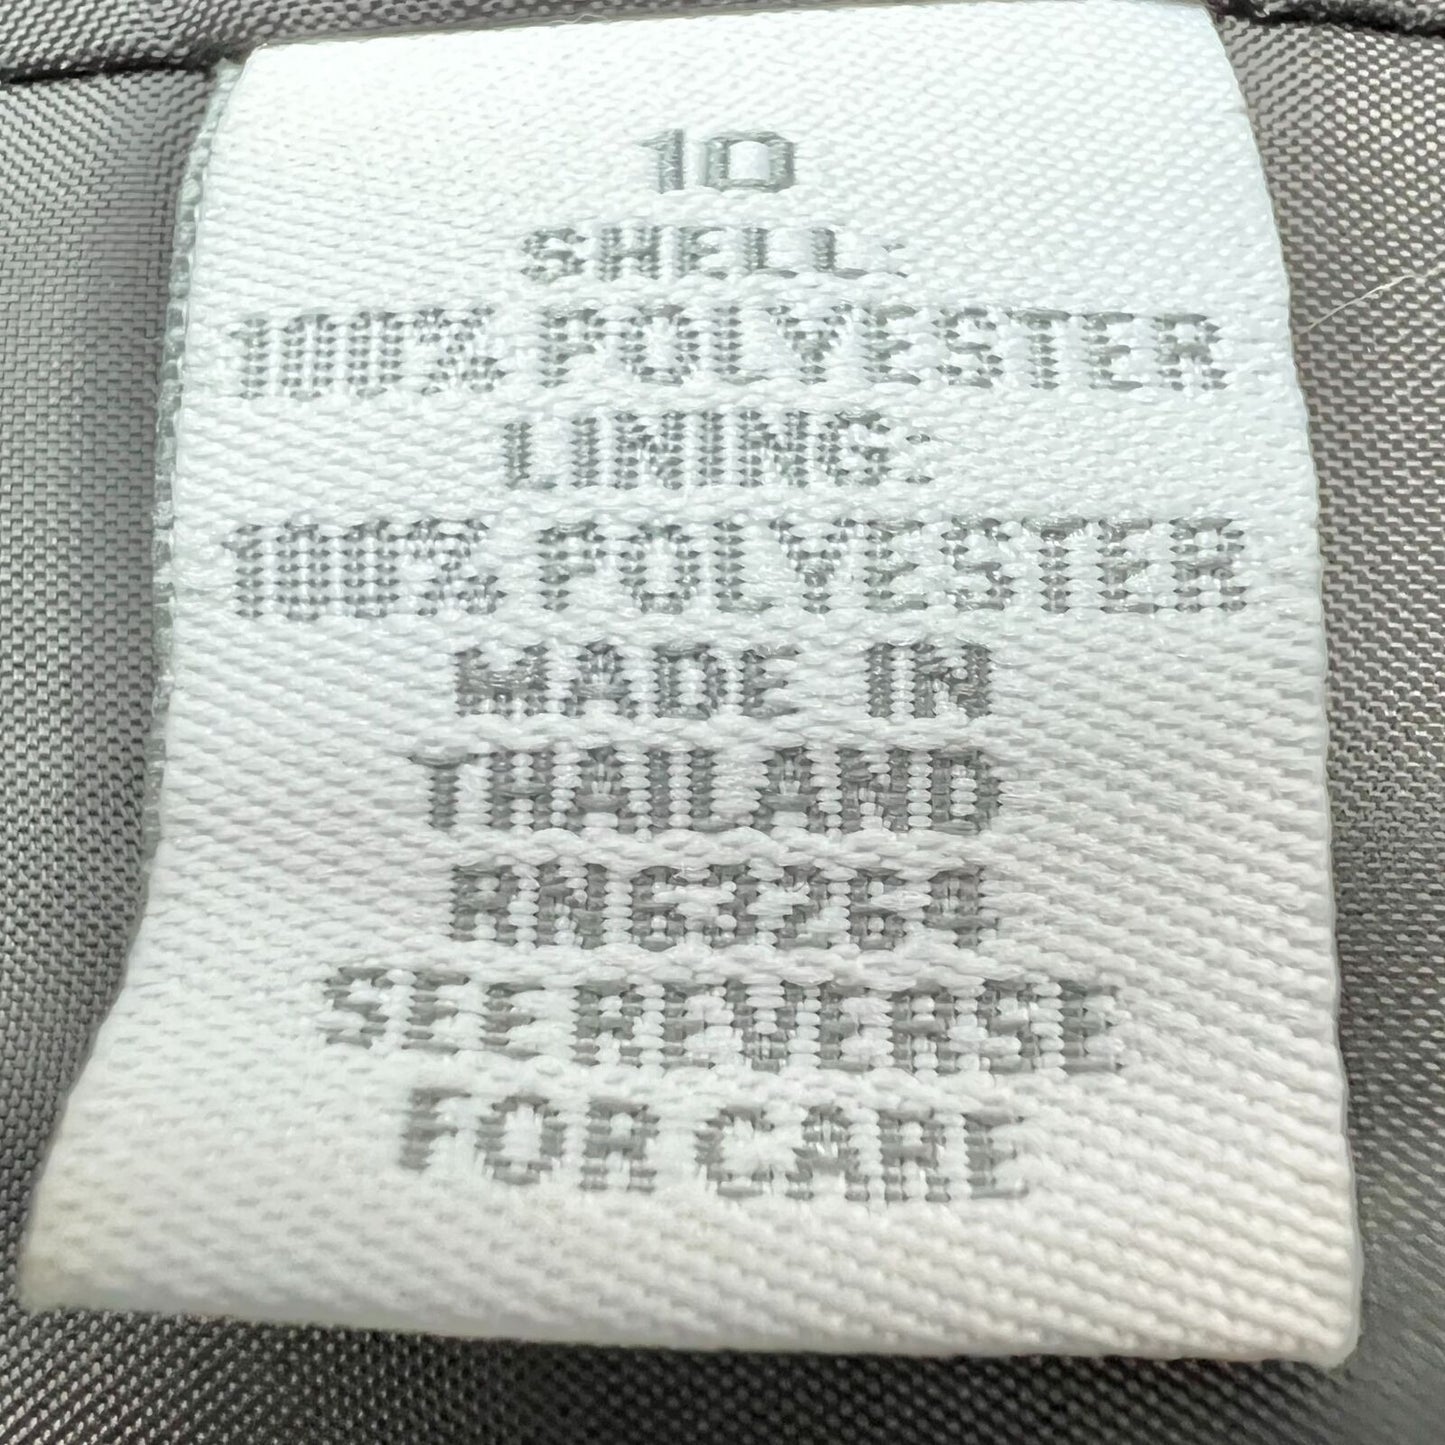 10
SHELL:
100% POLYESTER
LINING:
100% POLYESTER
MADE IN
THAILAND
RN63264
SEE REVERSE
FOR CARE